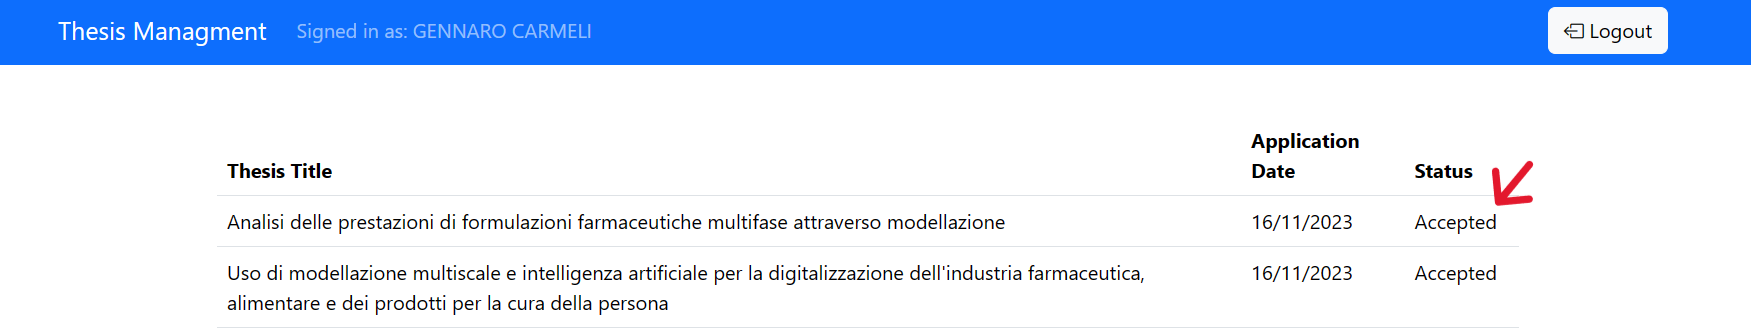 Thesis Managment Signed in as: GENNARO CARMELI Logout
Application
Thesis Title Date Status
Analisi delle prestazioni di formulazioni farmaceutiche multifase attraverso modellazione 16/11/2023 Accepted
Uso di modellazione multiscale e intelligenza artificiale per la digitalizzazione dell'industria farmaceutica, 16/11/2023 Accepted
alimentare e dei prodotti per la cura della persona